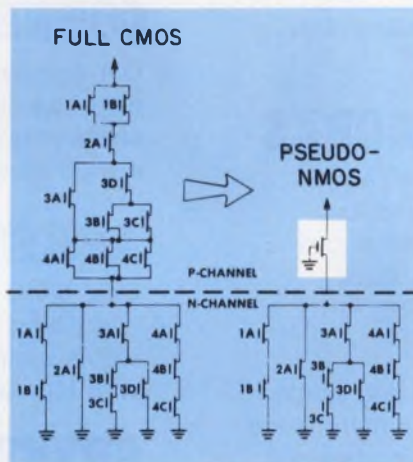 FULL CMOS
1A 1B
2A
3A 3D
3B 3C
4A 4B 4C
PSEUDO-
NMOS
P-CHANNEL
N-CHANNEL
1A 3A 4A
2A 3B 3D 4B
1B 3C 4C
1A 3A 4A
2A 3B 3D 4B
1B 3C 4C